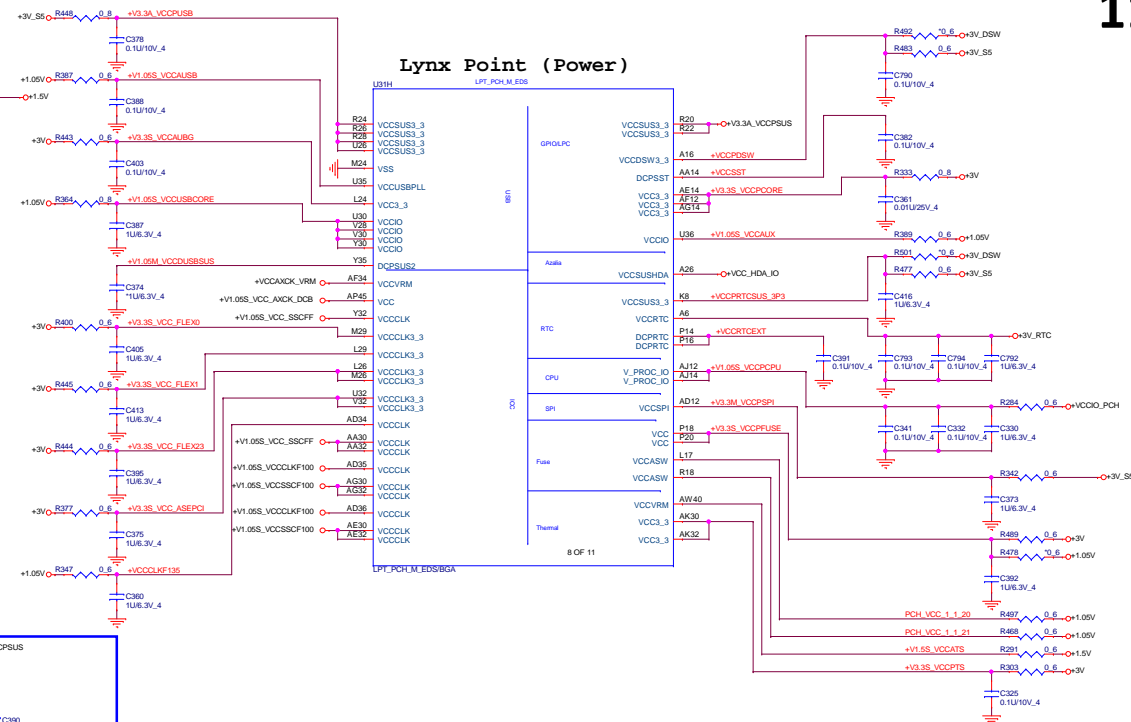 Lynx Point (Power)
U31H
LPT_PCH_M_EDS
+3V_S5
R448
0_8
+V3.3A_VCCPUSB
C378
0.1U/10V_4
+1.05V
R387
0_6
+V1.05S_VCCAUSB
+1.5V
C388
0.1U/10V_4
+3V
R443
0_6
+V3.3S_VCCAUBG
C403
0.1U/10V_4
+1.05V
R364
0_8
+V1.05S_VCCUSBCORE
C387
1U/6.3V_4
+V1.05M_VCCDUSBSUS
C374
*1U/6.3V_4
+VCCAXCK_VRM
+V1.05S_VCC_AXCK_DCB
+V1.05S_VCC_SSCFF
+3V
R400
0_6
+V3.3S_VCC_FLEX0
C405
1U/6.3V_4
+3V
R445
0_6
+V3.3S_VCC_FLEX1
C413
1U/6.3V_4
+3V
R444
0_6
+V3.3S_VCC_FLEX23
C395
1U/6.3V_4
+3V
R377
0_6
+V3.3S_VCC_ASEPCI
C375
1U/6.3V_4
+1.05V
R347
0_6
+VCCCLKF135
C360
1U/6.3V_4
+V1.05S_VCC_SSCFF
+V1.05S_VCCCLKF100
+V1.05S_VCCSSCF100
+V1.05S_VCCCLKF100
+V1.05S_VCCSSCF100
R24 VCCSUS3_3
R26 VCCSUS3_3
R28 VCCSUS3_3
U26 VCCSUS3_3
M24 VSS
U35 VCCUSBPLL
L24 VCC3_3
U30 VCCIO
V28 VCCIO
V30 VCCIO
Y30 VCCIO
Y35 DCPSUS2
AF34 VCCVRM
AP45 VCC
Y32 VCCCLK
M29 VCCCLK3_3
L29 VCCCLK3_3
L26 VCCCLK3_3
M26 VCCCLK3_3
U32 VCCCLK3_3
V32 VCCCLK3_3
AD34 VCCCLK
AA30 VCCCLK
AA32 VCCCLK
AD35 VCCCLK
AG30 VCCCLK
AG32 VCCCLK
AD36 VCCCLK
AE30 VCCCLK
AE32 VCCCLK
LPT_PCH_M_EDS/BGA
USB
ICC
GPIO/LPC
Azalia
RTC
CPU
SPI
Fuse
Thermal
8 OF 11
VCCSUS3_3 R20
VCCSUS3_3 R22
+V3.3A_VCCPSUS
VCCDSW3_3 A16 +VCCPDSW
DCPSST AA14 +VCCSST
VCC3_3 AE14 +V3.3S_VCCPCORE
VCC3_3 AF12
VCC3_3 AG14
VCCIO U36 +V1.05S_VCCAUX
VCCSUSHDA A26 +VCC_HDA_IO
VCCSUS3_3 K8 +VCCPRTCSUS_3P3
VCCRTC A6
DCPRTC P14 +VCCRTCEXT
DCPRTC P16
V_PROC_IO AJ12 +V1.05S_VCCPCPU
V_PROC_IO AJ14
VCCSPI AD12 +V3.3M_VCCPSPI
VCC P18 +V3.3S_VCCPFUSE
VCC P20
VCCASW L17
VCCASW R18
VCCVRM AW40
VCC3_3 AK30
VCC3_3 AK32
R492 *0_6 +3V_DSW
R483 0_6 +3V_S5
C790
0.1U/10V_4
C382
0.1U/10V_4
R333 0_8 +3V
C361
0.01U/25V_4
R389 0_6 +1.05V
R501 *0_6 +3V_DSW
R477 0_6 +3V_S5
C416
1U/6.3V_4
+3V_RTC
C391
0.1U/10V_4
C793
0.1U/10V_4
C794
0.1U/10V_4
C792
1U/6.3V_4
R284 0_6 +VCCIO_PCH
C341
0.1U/10V_4
C332
0.1U/10V_4
C330
1U/6.3V_4
R342 0_6 +3V_S5
C373
1U/6.3V_4
R489 0_6 +3V
R478 *0_6 +1.05V
C392
1U/6.3V_4
PCH_VCC_1_1_20 R497 0_6 +1.05V
PCH_VCC_1_1_21 R468 0_6 +1.05V
+V1.5S_VCCATS R291 0_6 +1.5V
+V3.3S_VCCPTS R303 0_6 +3V
C325
0.1U/10V_4
CPSUS
C390